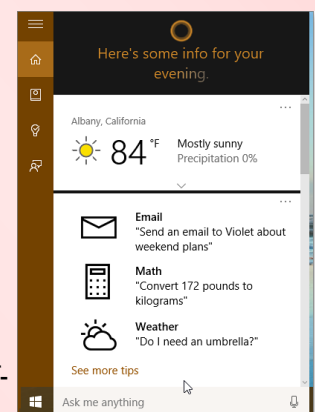 Here's some info for your
evening.
Albany, California
84 °F
Mostly sunny
Precipitation 0%
Email
"Send an email to Violet about
weekend plans"
Math
"Convert 172 pounds to
kilograms"
Weather
"Do I need an umbrella?"
See more tips
Ask me anything